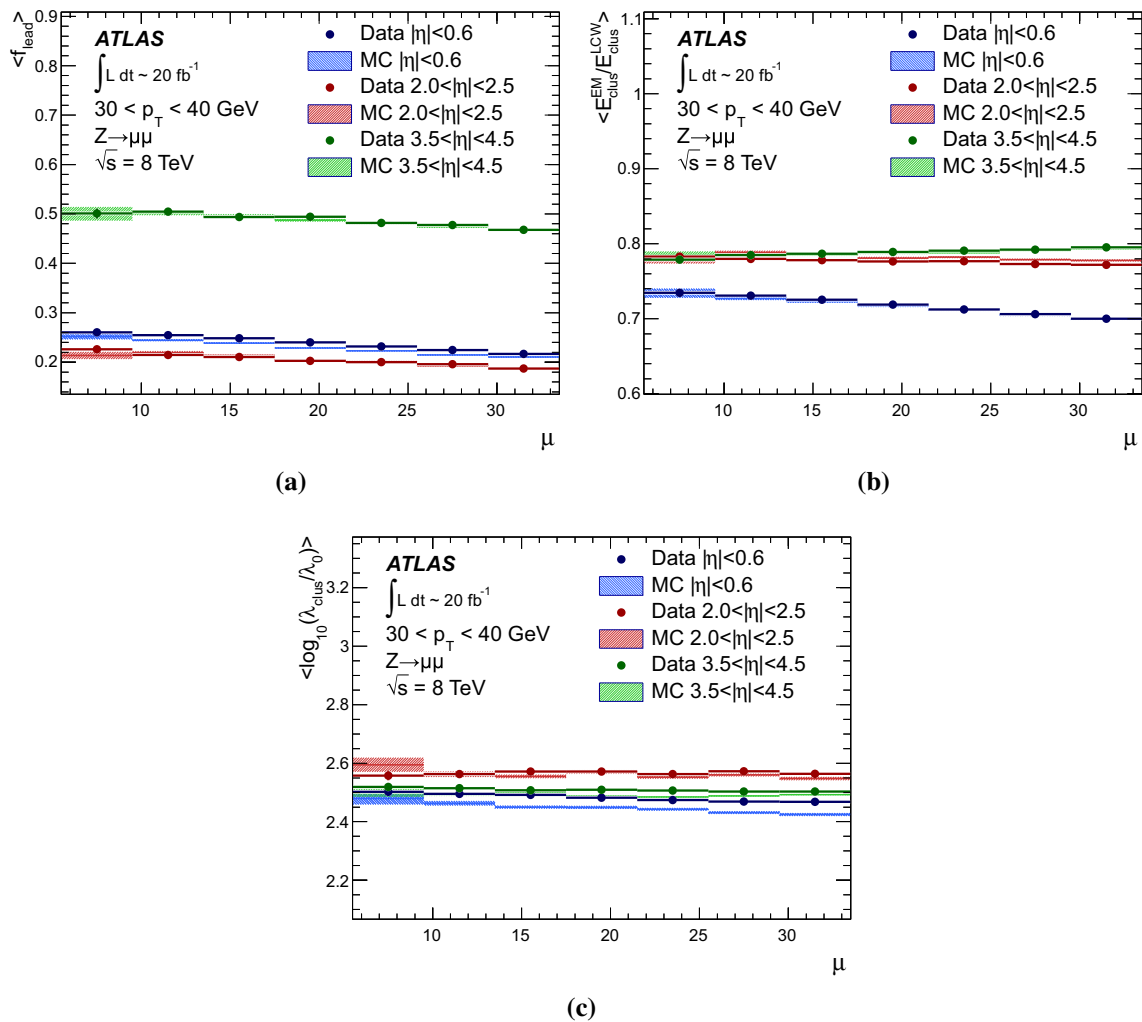 <f_lead>
ATLAS
∫L dt ~ 20 fb⁻¹
30 < p_T < 40 GeV
Z→μμ
√s = 8 TeV
Data |η|<0.6
MC |η|<0.6
Data 2.0<|η|<2.5
MC 2.0<|η|<2.5
Data 3.5<|η|<4.5
MC 3.5<|η|<4.5
0.9
0.8
0.7
0.6
0.5
0.4
0.3
0.2
10 15 20 25 30
μ
(a)
<E^EM_clus/E^LCW_clus>
ATLAS
∫L dt ~ 20 fb⁻¹
30 < p_T < 40 GeV
Z→μμ
√s = 8 TeV
Data |η|<0.6
MC |η|<0.6
Data 2.0<|η|<2.5
MC 2.0<|η|<2.5
Data 3.5<|η|<4.5
MC 3.5<|η|<4.5
1.1
1
0.9
0.8
0.7
0.6
10 15 20 25 30
μ
(b)
<log₁₀(λ_clus/λ₀)>
ATLAS
∫L dt ~ 20 fb⁻¹
30 < p_T < 40 GeV
Z→μμ
√s = 8 TeV
Data |η|<0.6
MC |η|<0.6
Data 2.0<|η|<2.5
MC 2.0<|η|<2.5
Data 3.5<|η|<4.5
MC 3.5<|η|<4.5
3.2
3
2.8
2.6
2.4
2.2
10 15 20 25 30
μ
(c)